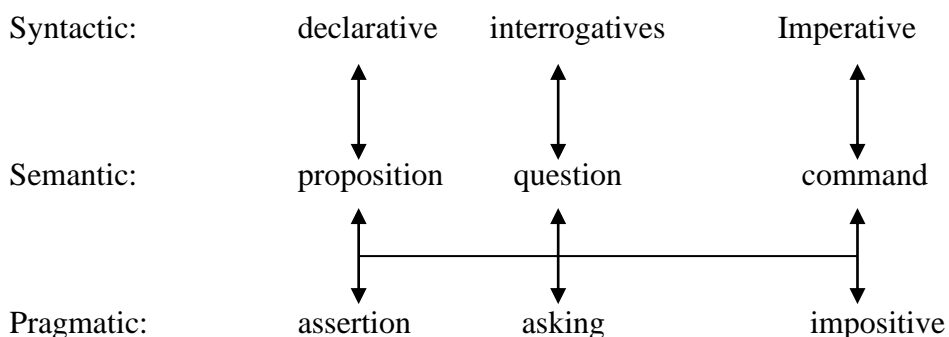 Syntactic: declarative interrogatives Imperative
Semantic: proposition question command
Pragmatic: assertion asking impositive